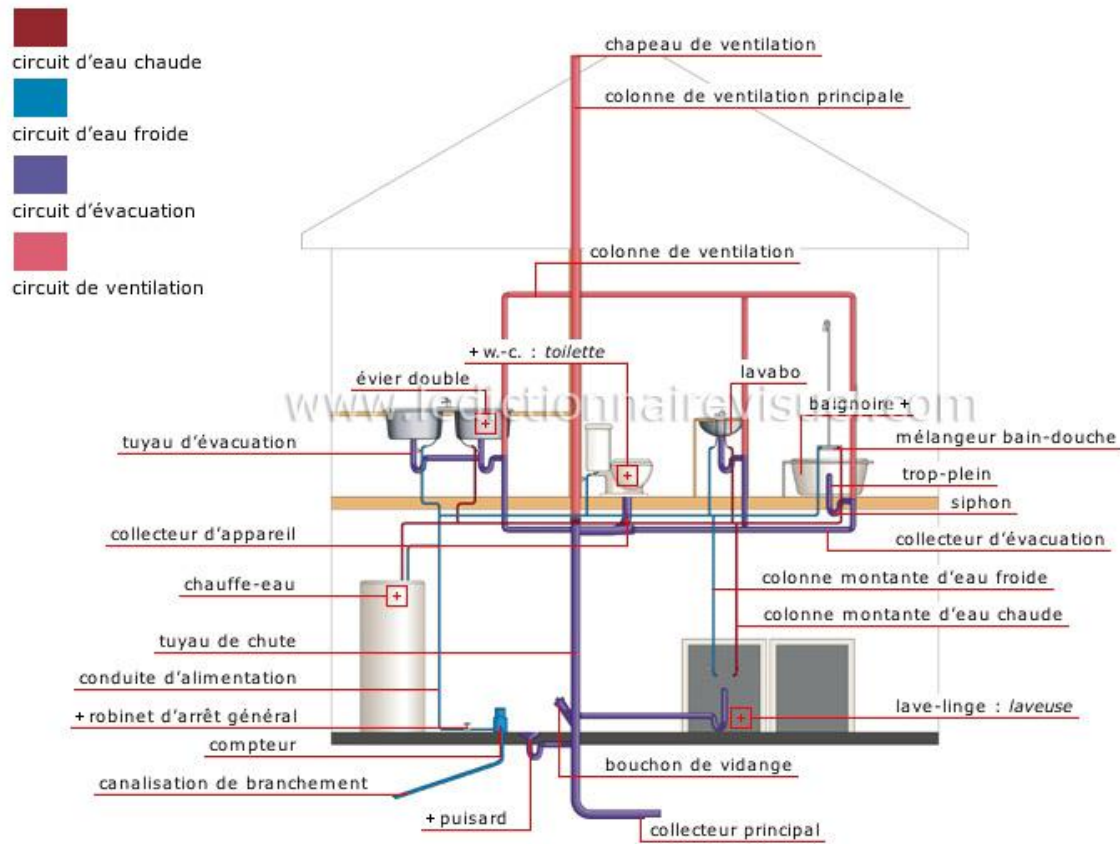 circuit d'eau chaude
circuit d'eau froide
circuit d'évacuation
circuit de ventilation
chapeau de ventilation
colonne de ventilation principale
colonne de ventilation
+ w.-c. : toilette
évier double
lavabo
www.ledictionnairevisuel.com
baignoire +
tuyau d'évacuation
mélangeur bain-douche
trop-plein
siphon
collecteur d'appareil
collecteur d'évacuation
chauffe-eau
colonne montante d'eau froide
colonne montante d'eau chaude
tuyau de chute
conduite d'alimentation
+ robinet d'arrêt général
lave-linge : laveuse
compteur
bouchon de vidange
canalisation de branchement
+ puisard
collecteur principal